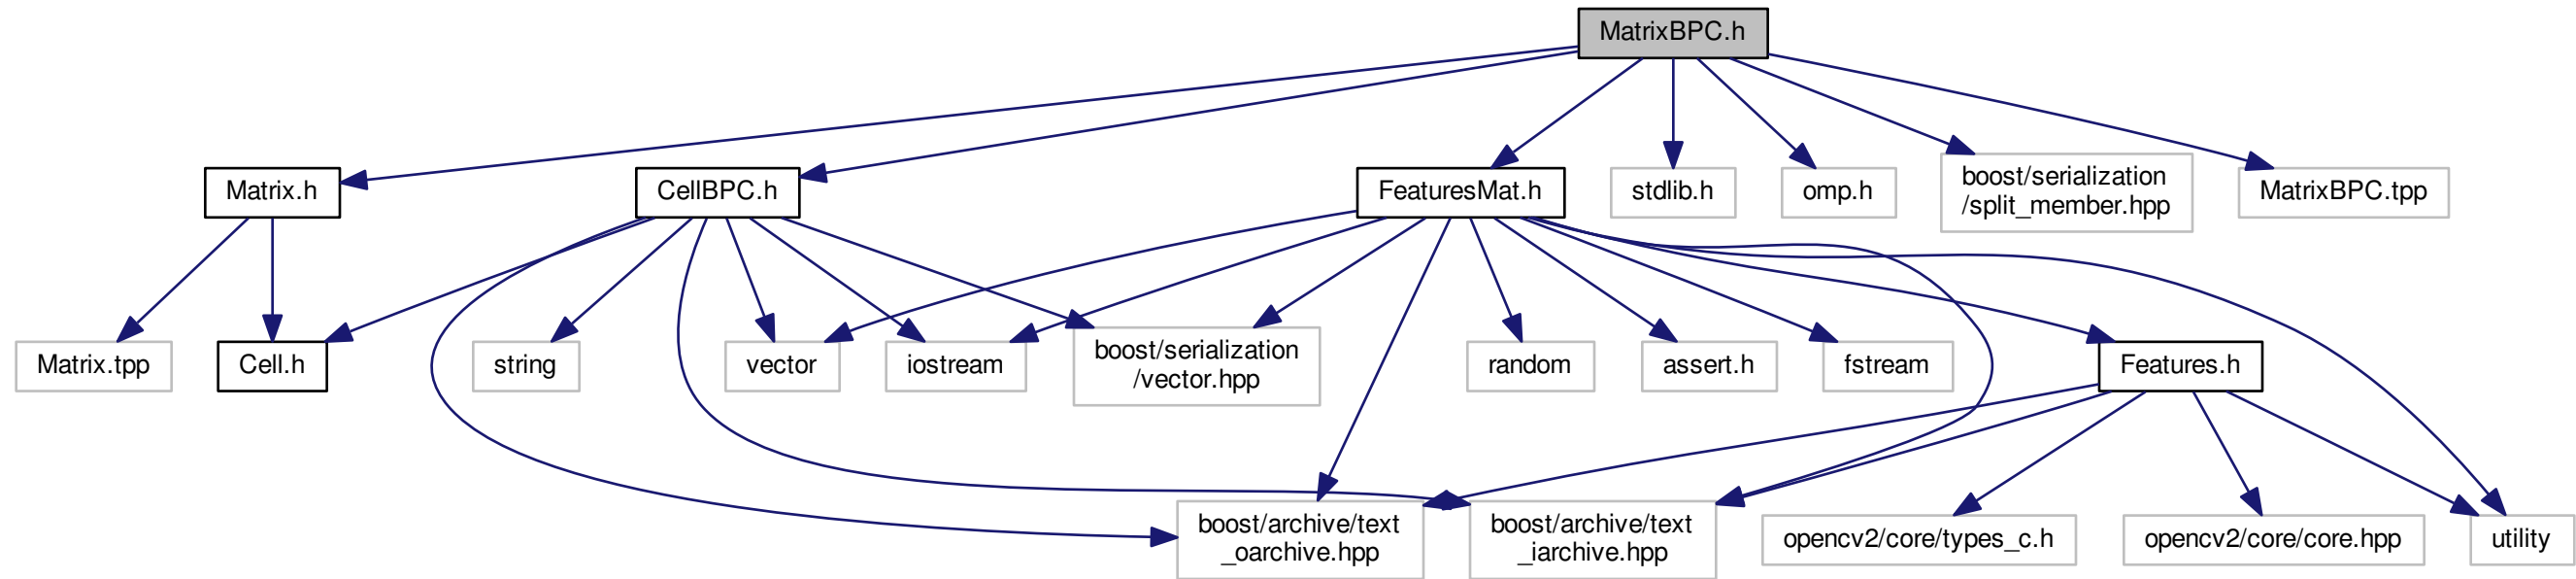 MatrixBPC.h
Matrix.h
CellBPC.h
FeaturesMat.h
stdlib.h
omp.h
boost/serialization
/split_member.hpp
MatrixBPC.tpp
Matrix.tpp
Cell.h
string
vector
iostream
boost/serialization
/vector.hpp
random
assert.h
fstream
Features.h
boost/archive/text
_oarchive.hpp
boost/archive/text
_iarchive.hpp
opencv2/core/types_c.h
opencv2/core/core.hpp
utility